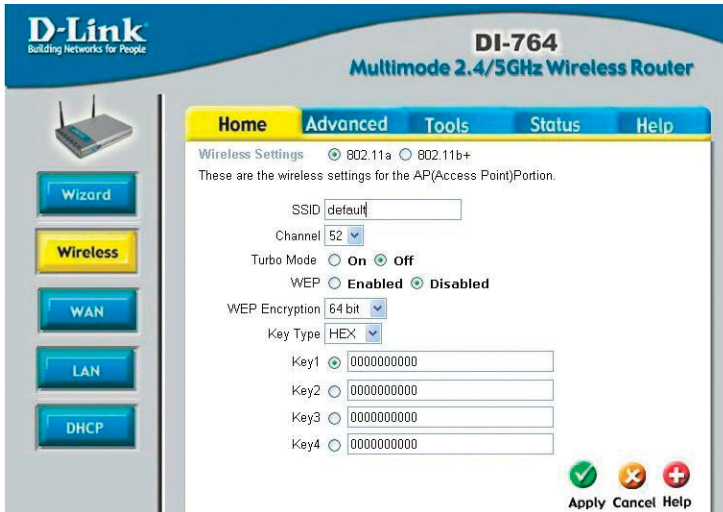 D-Link
Building Networks for People
DI-764
Multimode 2.4/5GHz Wireless Router
Home Advanced Tools Status Help
Wizard
Wireless
WAN
LAN
DHCP
Wireless Settings 802.11a 802.11b+
These are the wireless settings for the AP(Access Point)Portion.
SSID default
Channel 52
Turbo Mode On Off
WEP Enabled Disabled
WEP Encryption 64 bit
Key Type HEX
Key1 0000000000
Key2 0000000000
Key3 0000000000
Key4 0000000000
Apply Cancel Help